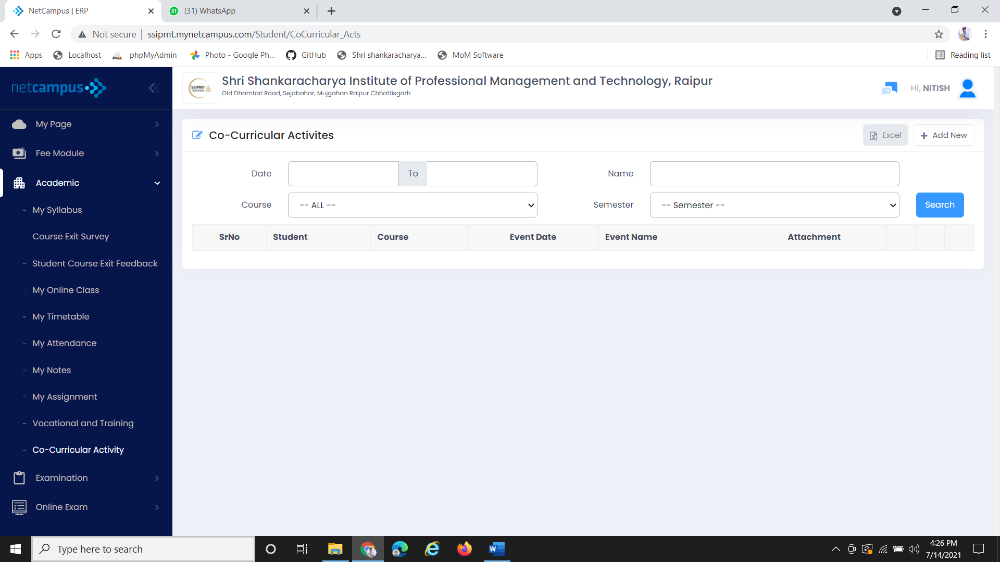 NetCampus | ERP
(31) WhatsApp
Not secure
ssipmt.mynetcampus.com/Student/CoCurricular_Acts
Apps
Localhost
phpMyAdmin
Photo - Google Ph...
GitHub
Shri shankaracharya...
MoM Software
Reading list
netcampus
SSIPMT
RAIPUR
Shri Shankaracharya Institute of Professional Management and Technology, Raipur
Old Dhamtari Road, Sejabahar, Mujgahan Raipur Chhattisgarh
Hi, NITISH
My Page
Fee Module
Academic
- My Syllabus
- Course Exit Survey
- Student Course Exit Feedback
- My Online Class
- My Timetable
- My Attendance
- My Notes
- My Assignment
- Vocational and Training
- Co-Curricular Activity
Examination
Online Exam
Co-Curricular Activites
Excel
+ Add New
Date
To
Name
Course
-- ALL --
Semester
-- Semester --
Search
SrNo Student Course Event Date Event Name Attachment
Type here to search
4:26 PM
7/14/2021